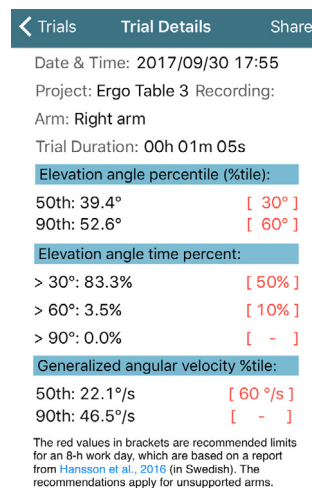 Trials Trial Details Share
Date & Time: 2017/09/30 17:55
Project: Ergo Table 3 Recording:
Arm: Right arm
Trial Duration: 00h 01m 05s
Elevation angle percentile (%tile):
50th: 39.4° [ 30° ]
90th: 52.6° [ 60° ]
Elevation angle time percent:
> 30°: 83.3% [ 50% ]
> 60°: 3.5% [ 10% ]
> 90°: 0.0% [ - ]
Generalized angular velocity %tile:
50th: 22.1°/s [ 60 °/s ]
90th: 46.5°/s [ - ]
The red values in brackets are recommended limits
for an 8-h work day, which are based on a report
from Hansson et al., 2016 (in Swedish). The
recommendations apply for unsupported arms.